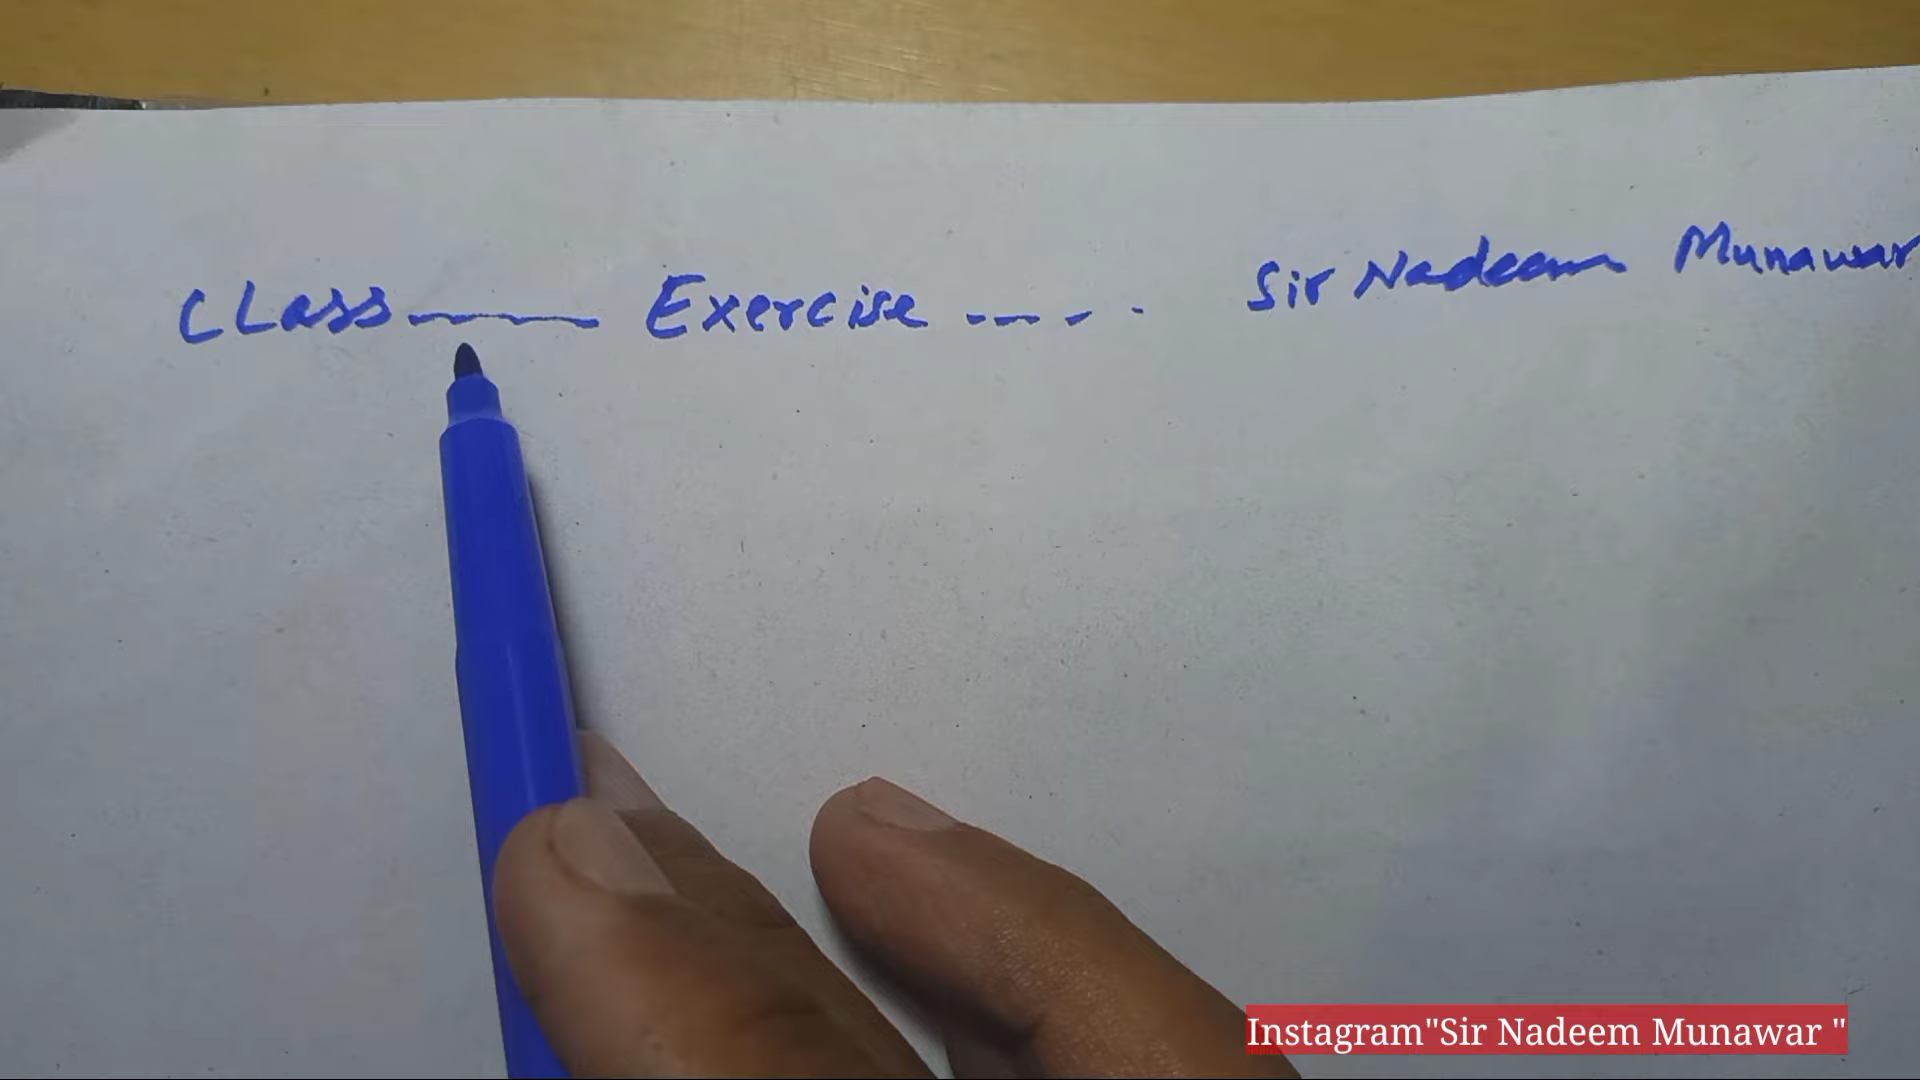 CLass____ Exercise ---. Sir Nadeem Munawar
Instagram"Sir Nadeem Munawar "